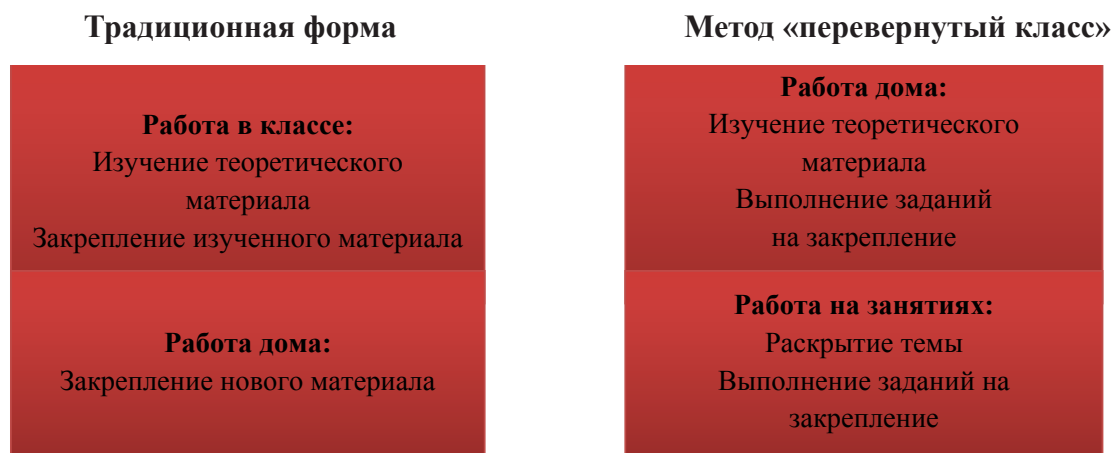 Традиционная форма
Работа в классе:
Изучение теоретического
материала
Закрепление изученного материала
Работа дома:
Закрепление нового материала
Метод «перевернутый класс»
Работа дома:
Изучение теоретического
материала
Выполнение заданий
на закрепление
Работа на занятиях:
Раскрытие темы
Выполнение заданий на
закрепление